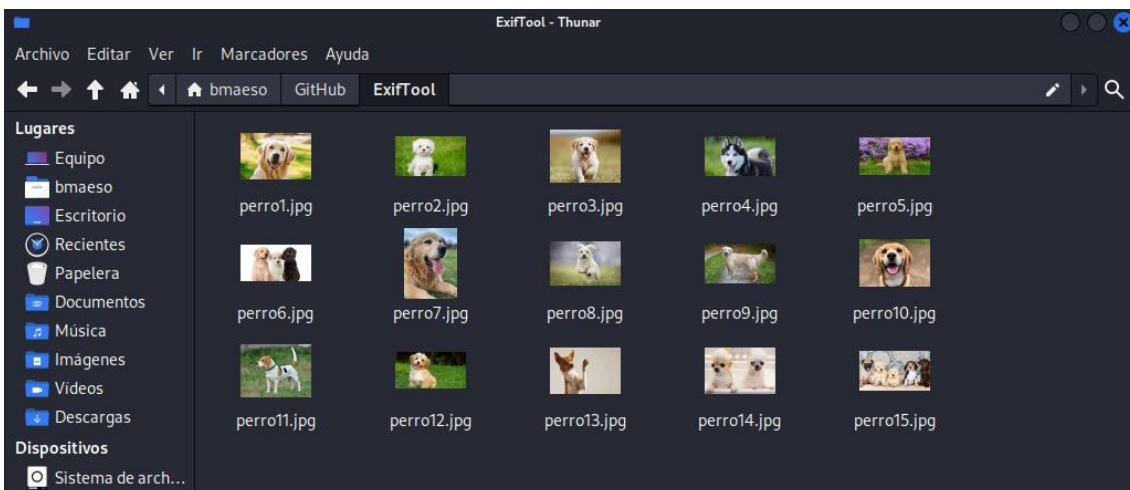 ExifTool - Thunar
Archivo Editar Ver Ir Marcadores Ayuda
bmaeso GitHub ExifTool
Lugares
Equipo
bmaeso
Escritorio
Recientes
Papelera
Documentos
Música
Imágenes
Vídeos
Descargas
Dispositivos
Sistema de arch...
perro1.jpg perro2.jpg perro3.jpg perro4.jpg perro5.jpg
perro6.jpg perro7.jpg perro8.jpg perro9.jpg perro10.jpg
perro11.jpg perro12.jpg perro13.jpg perro14.jpg perro15.jpg